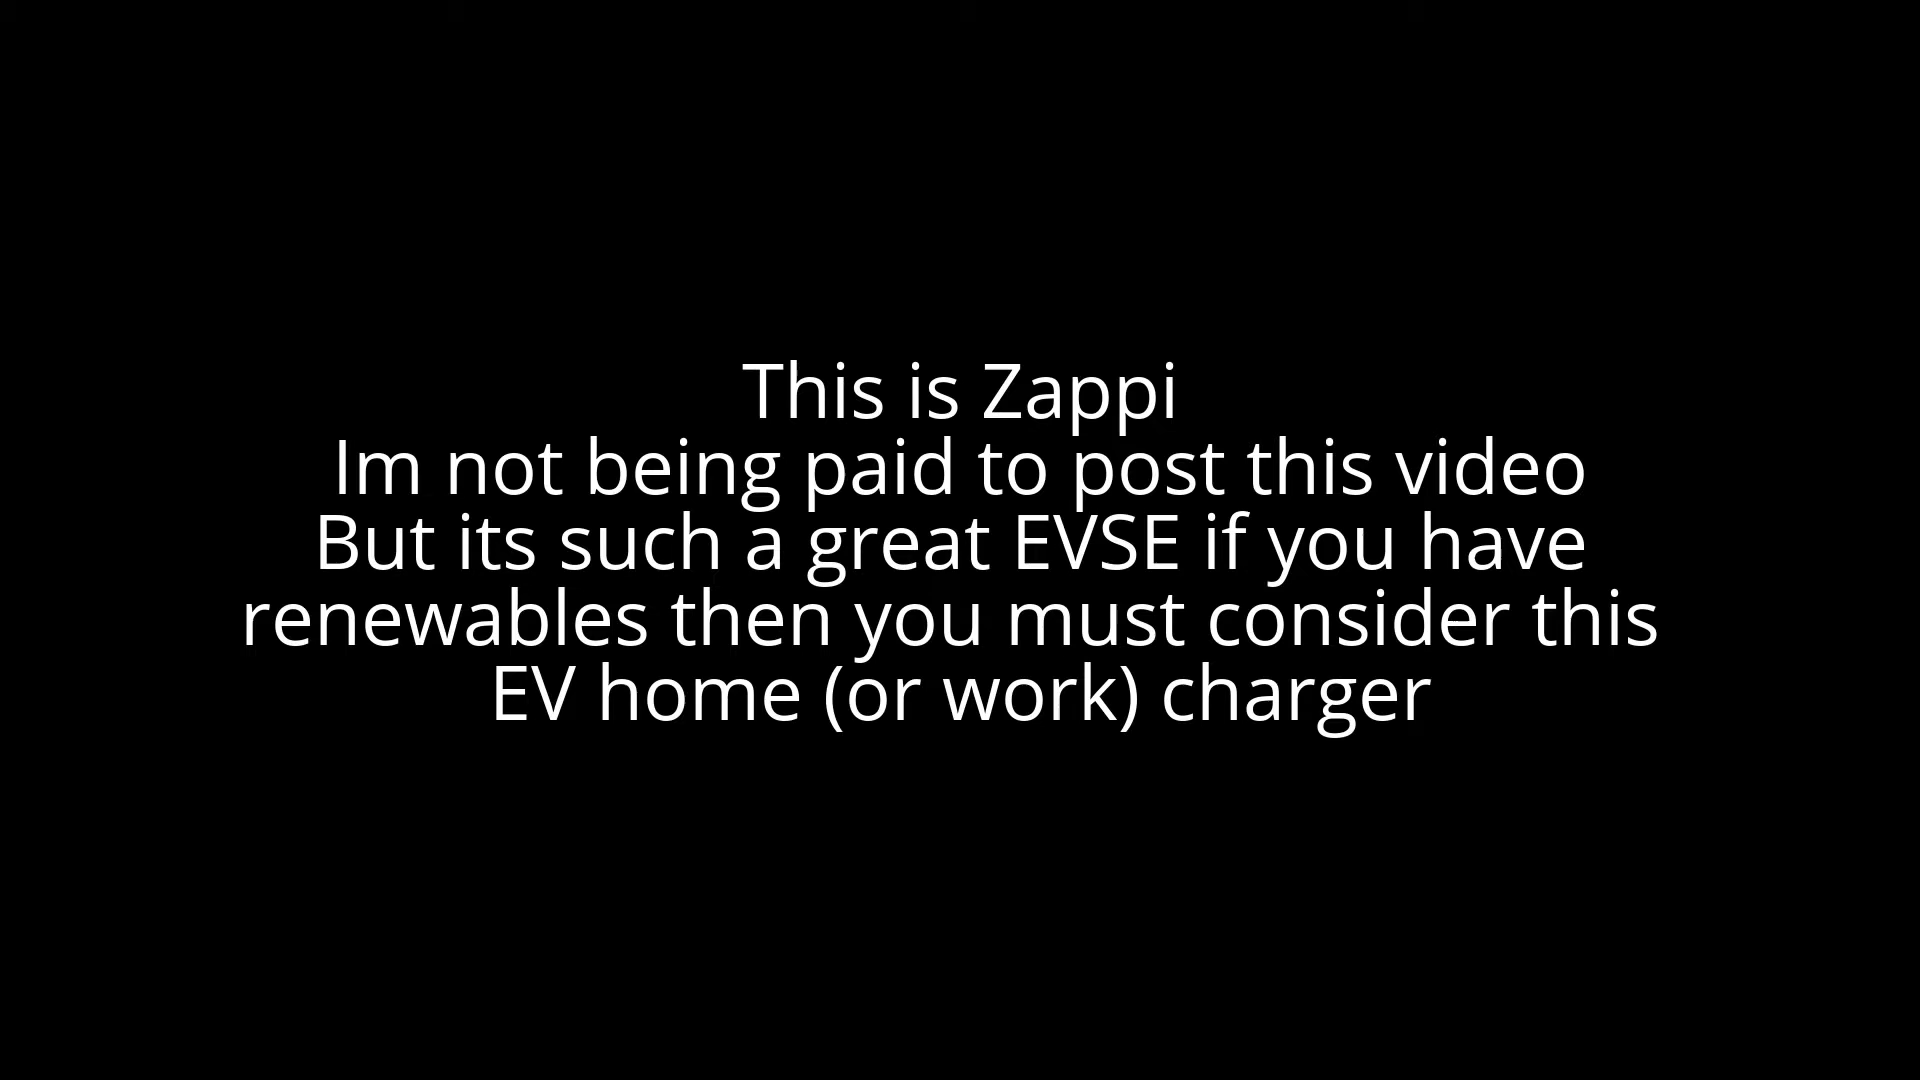 This is Zappi
Im not being paid to post this video
But its such a great EVSE if you have
renewables then you must consider this
EV home (or work) charger